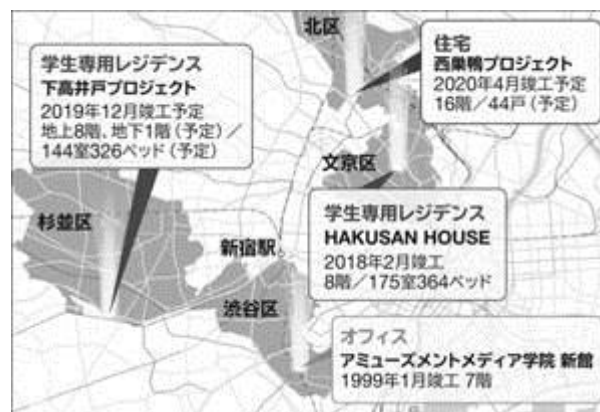 北区
学生専用レジデンス
下高井戸プロジェクト
2019年12月竣工予定
地上8階、地下1階(予定)/
144室326ベッド(予定)
住宅
西巣鴨プロジェクト
2020年4月竣工予定
16階/44戸(予定)
文京区
杉並区
新宿駅
学生専用レジデンス
HAKUSAN HOUSE
2018年2月竣工
8階/175室364ベッド
渋谷区
オフィス
アミューズメントメディア学院 新館
1999年1月竣工 7階